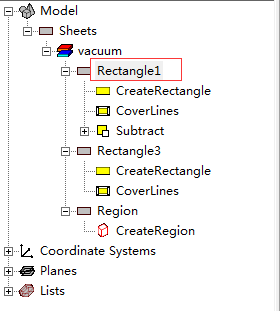 Model
Sheets
vacuum
Rectangle1
CreateRectangle
CoverLines
Subtract
Rectangle3
CreateRectangle
CoverLines
Region
CreateRegion
Coordinate Systems
Planes
Lists